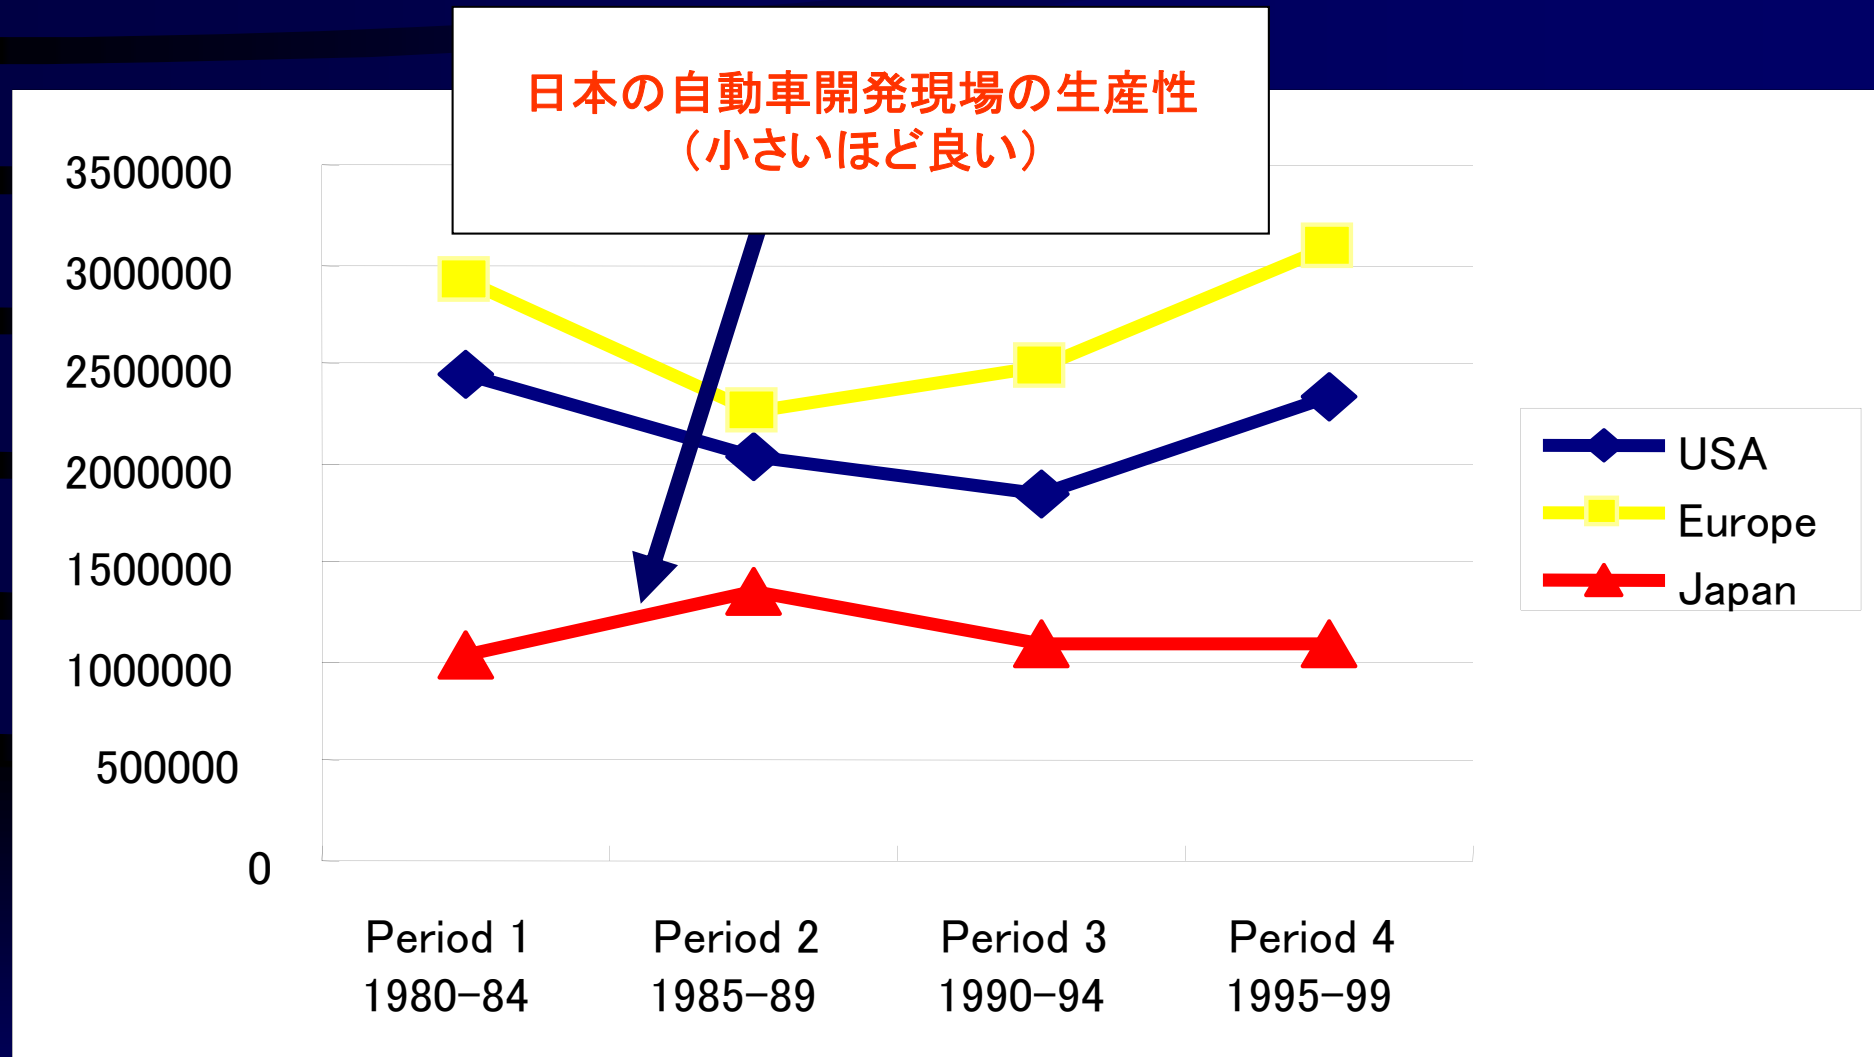 日本の自動車開発現場の生産性
（小さいほど良い）
3500000
3000000
2500000
2000000
1500000
1000000
500000
0
Period 1
1980-84
Period 2
1985-89
Period 3
1990-94
Period 4
1995-99
USA
Europe
Japan